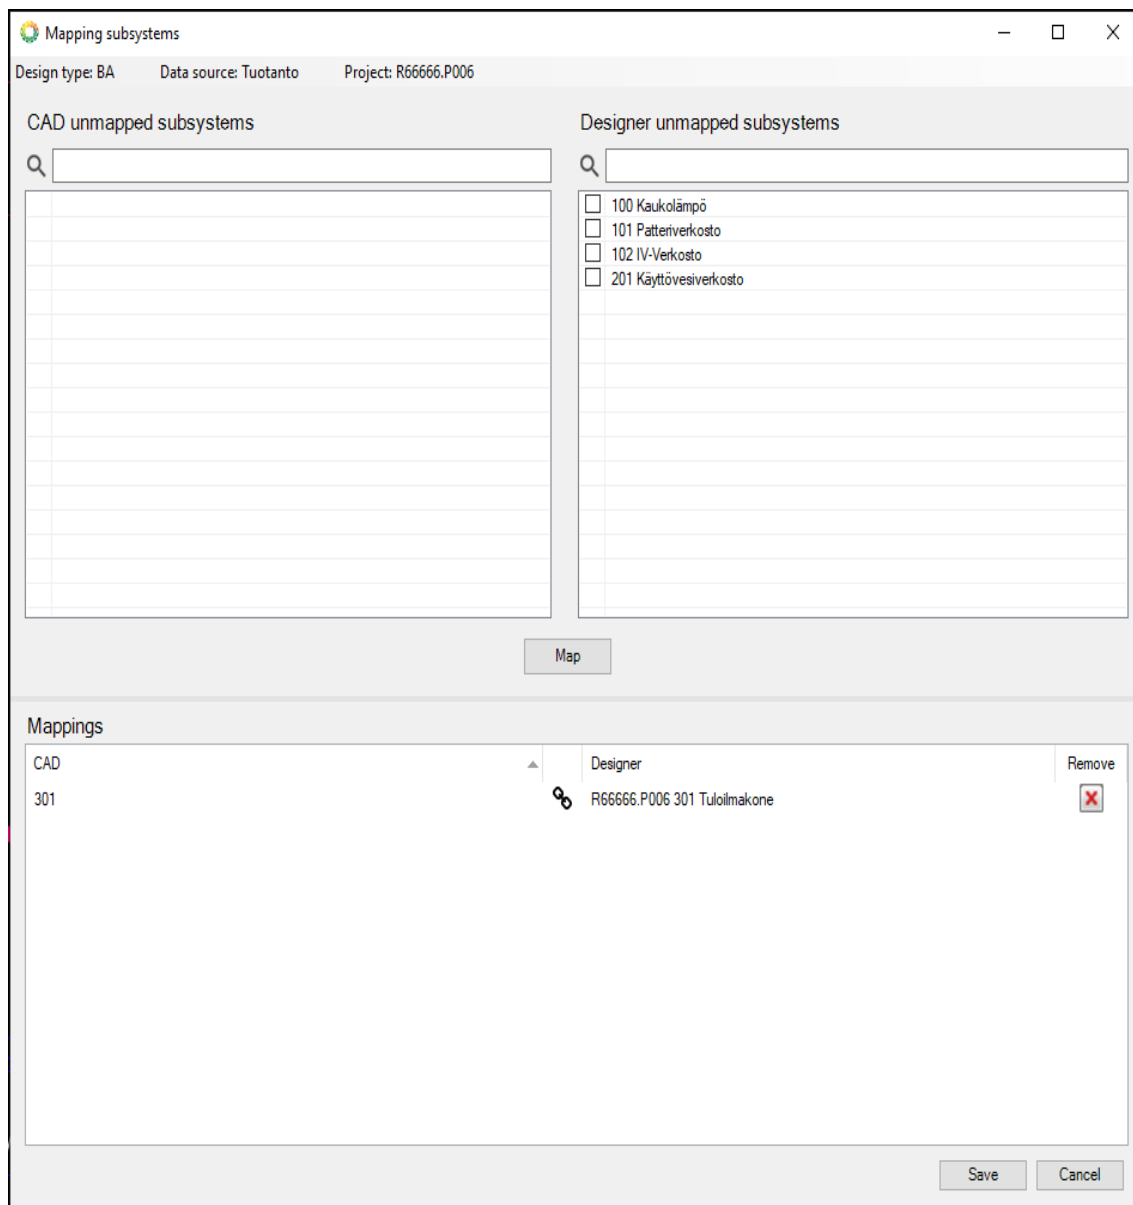 Mapping subsystems
Design type: BA Data source: Tuotanto Project: R66666.P006
CAD unmapped subsystems
Designer unmapped subsystems
100 Kaukolämpö
101 Patteriverkosto
102 IV-Verkosto
201 Käyttövesiverkosto
Map
Mappings
CAD Designer Remove
301 R66666.P006 301 Tuloilmakone
Save Cancel